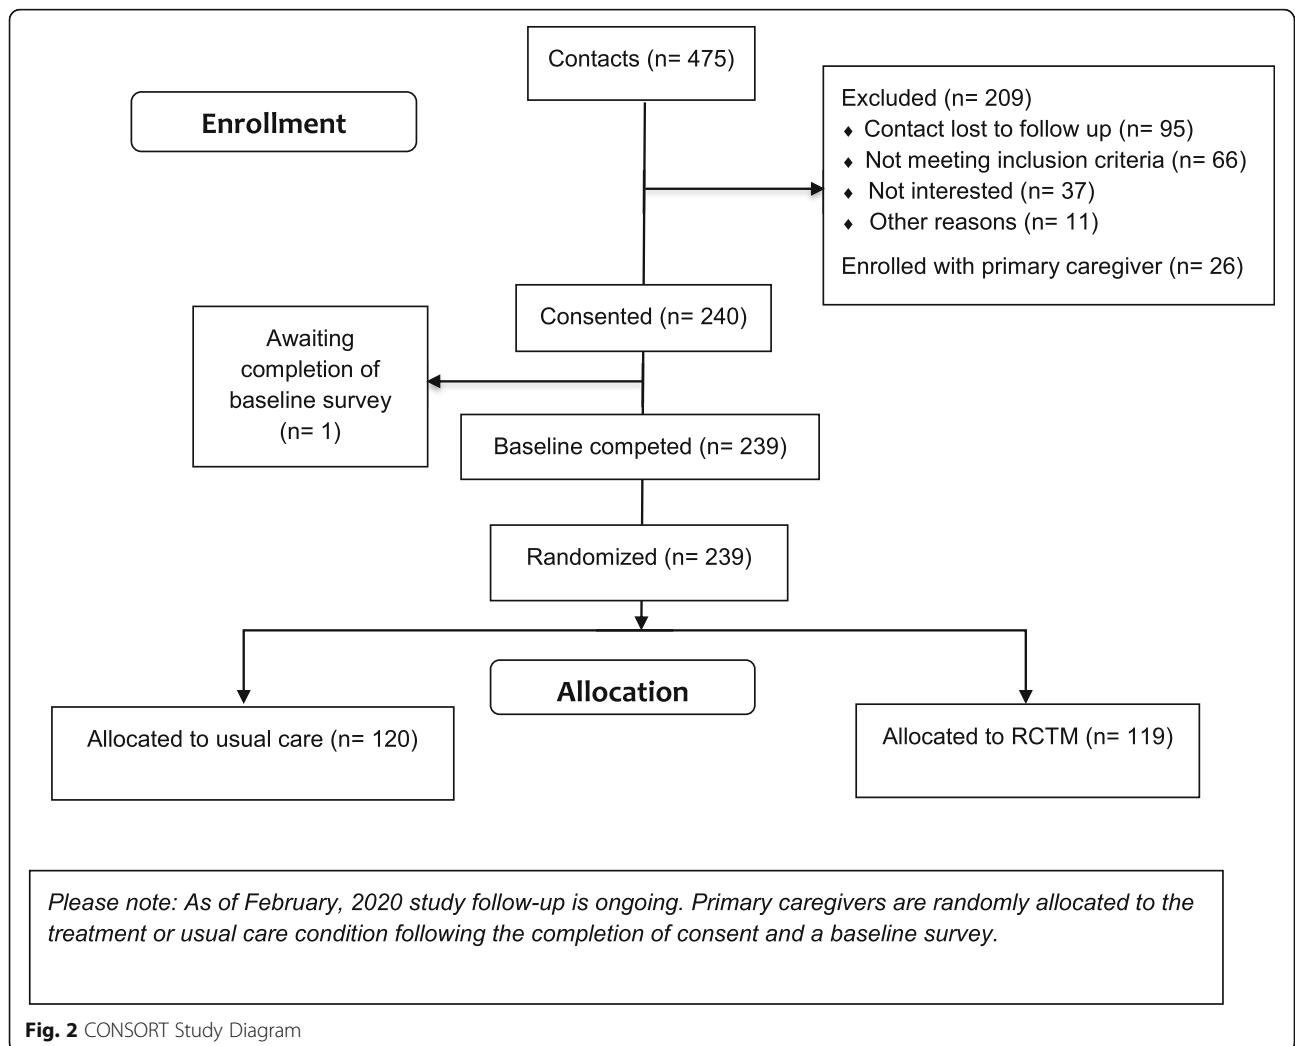 Contacts (n= 475)
Enrollment
Excluded (n= 209)
♦ Contact lost to follow up (n= 95)
♦ Not meeting inclusion criteria (n= 66)
♦ Not interested (n= 37)
♦ Other reasons (n= 11)
Enrolled with primary caregiver (n= 26)
Consented (n= 240)
Awaiting
completion of
baseline survey
(n= 1)
Baseline competed (n= 239)
Randomized (n= 239)
Allocation
Allocated to usual care (n= 120)
Allocated to RCTM (n= 119)
Please note: As of February, 2020 study follow-up is ongoing. Primary caregivers are randomly allocated to the
treatment or usual care condition following the completion of consent and a baseline survey.
Fig. 2 CONSORT Study Diagram